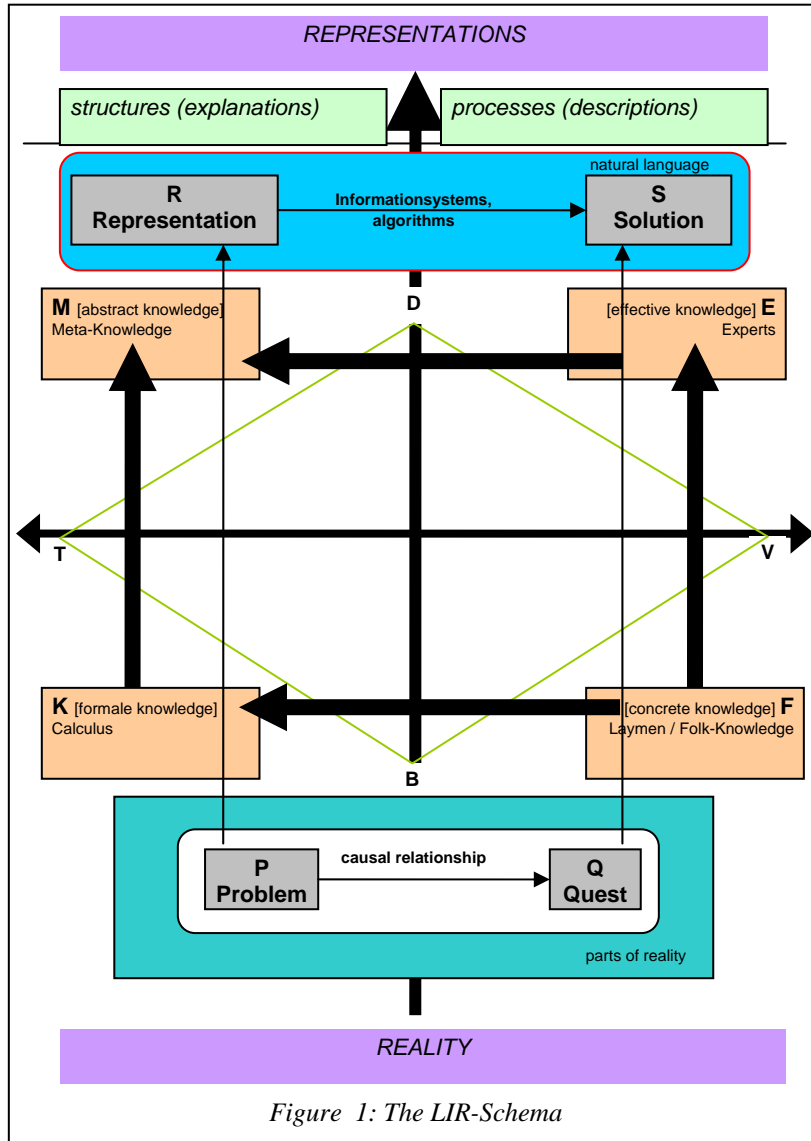 REPRESENTATIONS
structures (explanations)
processes (descriptions)
natural language
R
Representation
Informationsystems,
algorithms
S
Solution
M [abstract knowledge]
Meta-Knowledge
D
[effective knowledge] E
Experts
T
V
K [formale knowledge]
Calculus
[concrete knowledge] F
Laymen / Folk-Knowledge
B
P
Problem
causal relationship
Q
Quest
parts of reality
REALITY
Figure 1: The LIR-Schema